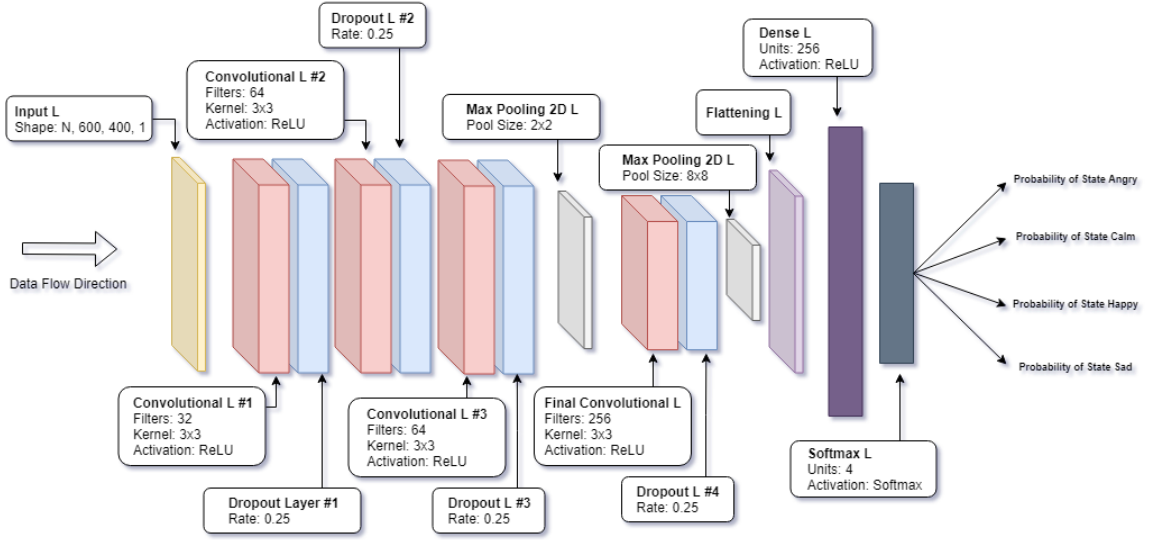 Dropout L #2
Rate: 0.25
Dense L
Units: 256
Activation: ReLU
Convolutional L #2
Filters: 64
Kernel: 3x3
Activation: ReLU
Input L
Shape: N, 600, 400, 1
Max Pooling 2D L
Pool Size: 2x2
Flattening L
Max Pooling 2D L
Pool Size: 8x8
Probability of State Angry
Probability of State Calm
Probability of State Happy
Probability of State Sad
Data Flow Direction
Convolutional L #1
Filters: 32
Kernel: 3x3
Activation: ReLU
Convolutional L #3
Filters: 64
Kernel: 3x3
Activation: ReLU
Final Convolutional L
Filters: 256
Kernel: 3x3
Activation: ReLU
Softmax L
Units: 4
Activation: Softmax
Dropout Layer #1
Rate: 0.25
Dropout L #3
Rate: 0.25
Dropout L #4
Rate: 0.25